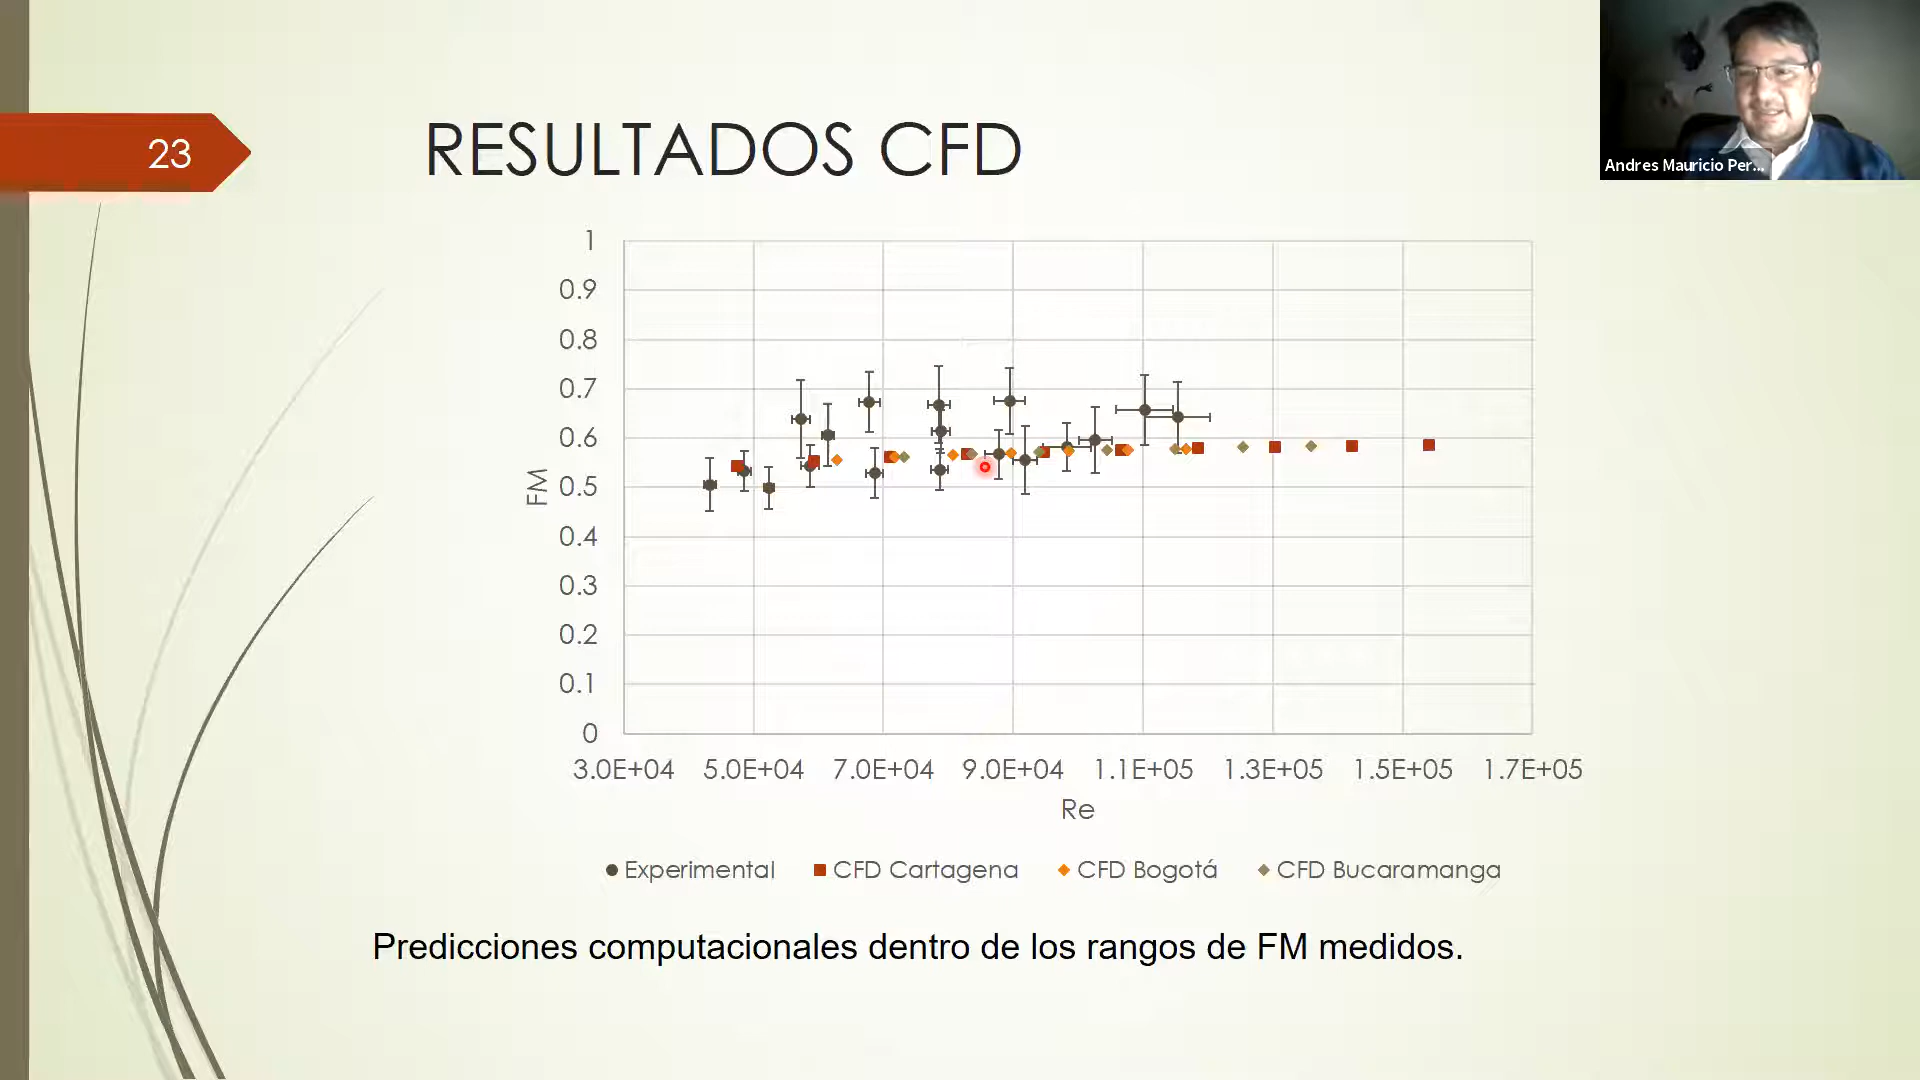 23
RESULTADOS CFD
Andres Mauricio Per...
1
0.9
0.8
0.7
0.6
0.5
0.4
0.3
0.2
0.1
0
FM
3.0E+04 5.0E+04 7.0E+04 9.0E+04 1.1E+05 1.3E+05 1.5E+05 1.7E+05
Re
Experimental CFD Cartagena CFD Bogotá CFD Bucaramanga
Predicciones computacionales dentro de los rangos de FM medidos.